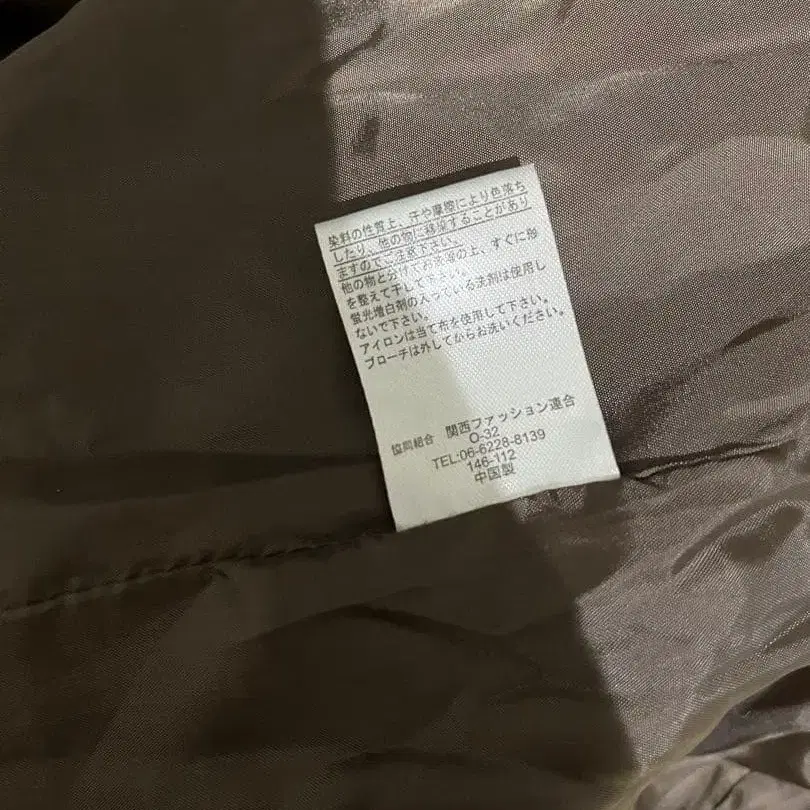 染料の性質上、汗や摩擦により色落ち
したり、他の物に移染することがあり
ますのでご注意下さい。
他の物と分けてお洗濯の上、すぐに形
を整えて干して下さい。
蛍光増白剤の入っている洗剤は使用し
ないで下さい。
アイロンは当て布を使用して下さい。
ブローチは外してからお洗いください。
協同組合 関西ファッション連合
O-32
TEL:06-6228-8139
146-112
中国製